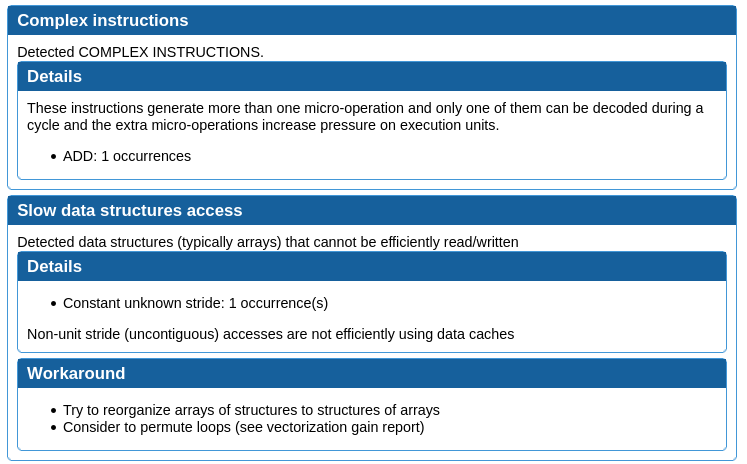 Complex instructions
Detected COMPLEX INSTRUCTIONS.
Details
These instructions generate more than one micro-operation and only one of them can be decoded during a
cycle and the extra micro-operations increase pressure on execution units.
• ADD: 1 occurrences
Slow data structures access
Detected data structures (typically arrays) that cannot be efficiently read/written
Details
• Constant unknown stride: 1 occurrence(s)
Non-unit stride (uncontiguous) accesses are not efficiently using data caches
Workaround
• Try to reorganize arrays of structures to structures of arrays
• Consider to permute loops (see vectorization gain report)